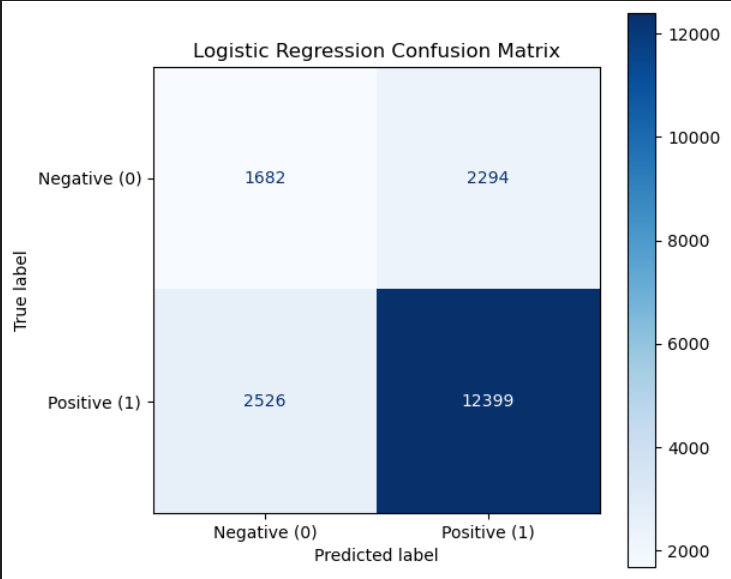 Logistic Regression Confusion Matrix
12000
10000
8000
6000
4000
2000
True label
Negative (0)
1682
2294
Positive (1)
2526
12399
Negative (0)
Positive (1)
Predicted label